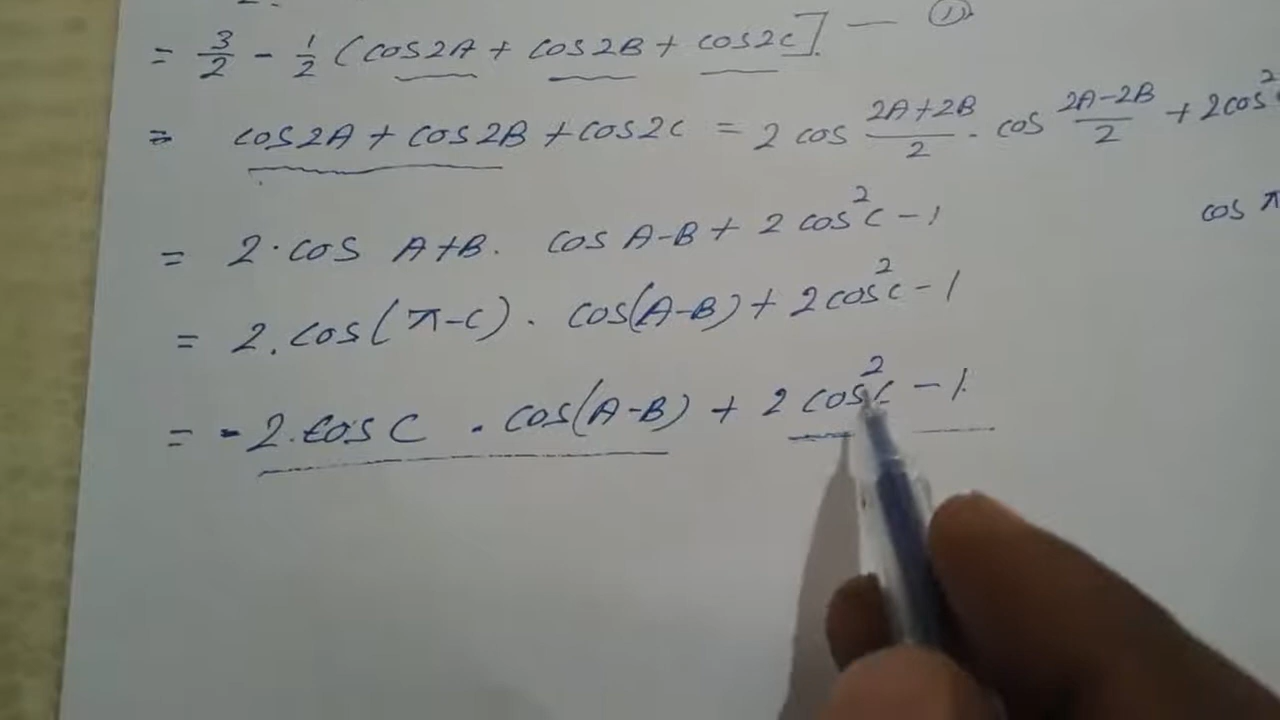 = 3/2 - 1/2 (cos2A + cos2B + cos2C] — ①
= cos2A + cos2B + cos2C = 2 cos (2A+2B)/2 . cos (2A-2B)/2 + 2cos²
= 2·cos A+B. cos A-B + 2 cos²C - 1
cos π
= 2.cos(π-C) . cos(A-B) + 2cos²C - 1
= -2.cos C . cos(A-B) + 2 cos²C - 1.